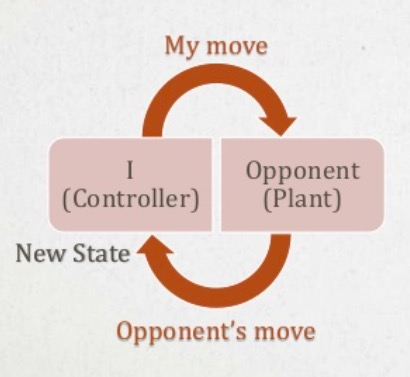 My move
I
(Controller)
Opponent
(Plant)
New State
Opponent's move